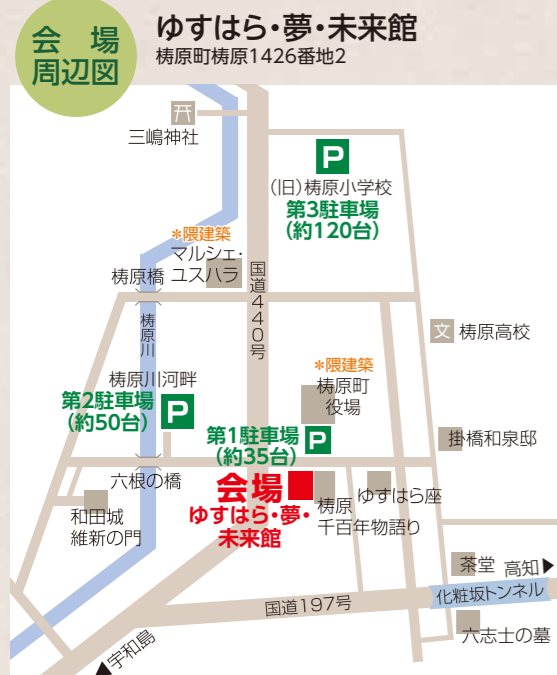 会場
周辺図
ゆすはら・夢・未来館
梼原町梼原1426番地2
三嶋神社
P
(旧)梼原小学校
第3駐車場
(約120台)
*隈建築
マルシェ・
ユスハラ
国道440号
梼原橋
梼原川
文
梼原高校
*隈建築
梼原町
役場
梼原川河畔
第2駐車場
(約50台)
P
第1駐車場
(約35台)
P
掛橋和泉邸
六根の橋
会場
ゆすはら・夢・
未来館
梼原
千百年物語り
ゆすはら座
和田城
維新の門
茶堂
高知▶
化粧坂トンネル
国道197号
六志士の墓
◀宇和島